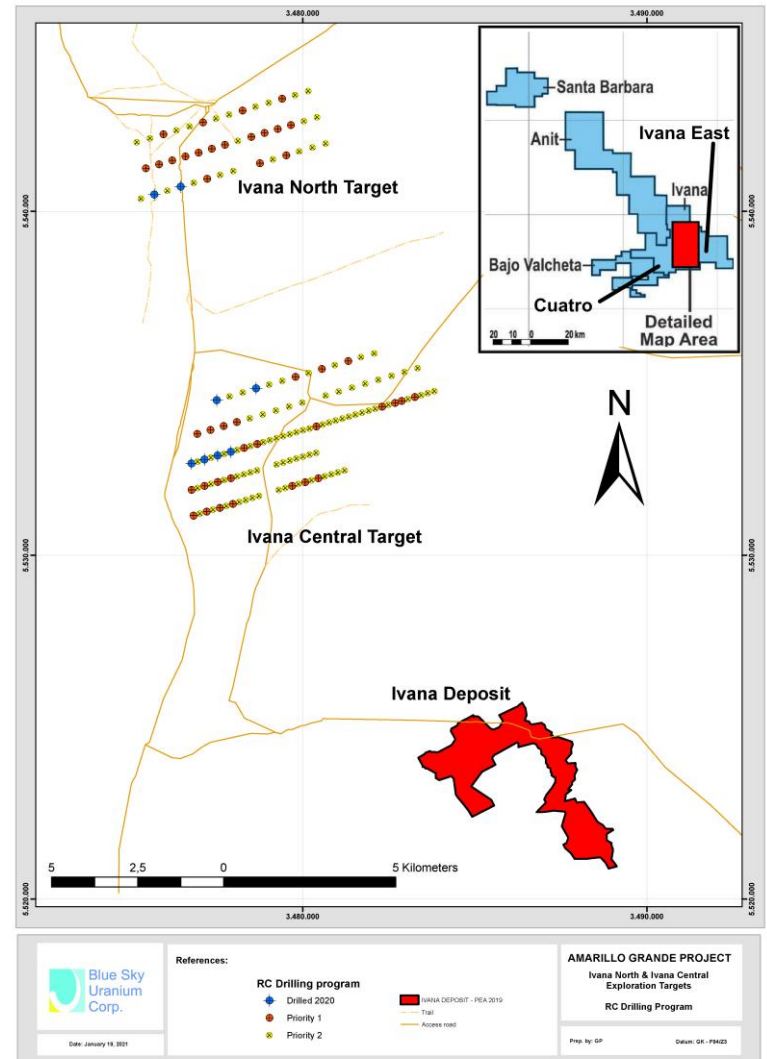 3.480.000
3.490.000
Santa Barbara
Anit
Ivana East
Ivana
Bajo Valcheta
Cuatro
Detailed
Map Area
20 10 0 20 km
5.540.000
5.540.000
Ivana North Target
N
Ivana Central Target
5.530.000
5.530.000
Ivana Deposit
5 2,5 0 5 Kilometers
5.520.000
5.520.000
3.480.000
3.490.000
Blue Sky
Uranium
Corp.
Date: January 18, 2021
References:
RC Drilling program
Drilled 2020
Priority 1
Priority 2
IVANA DEPOSIT - PEA 2019
Trail
Access road
AMARILLO GRANDE PROJECT
Ivana North & Ivana Central
Exploration Targets
RC Drilling Program
Prep. by: GP
Datum: GK - P94/Z3